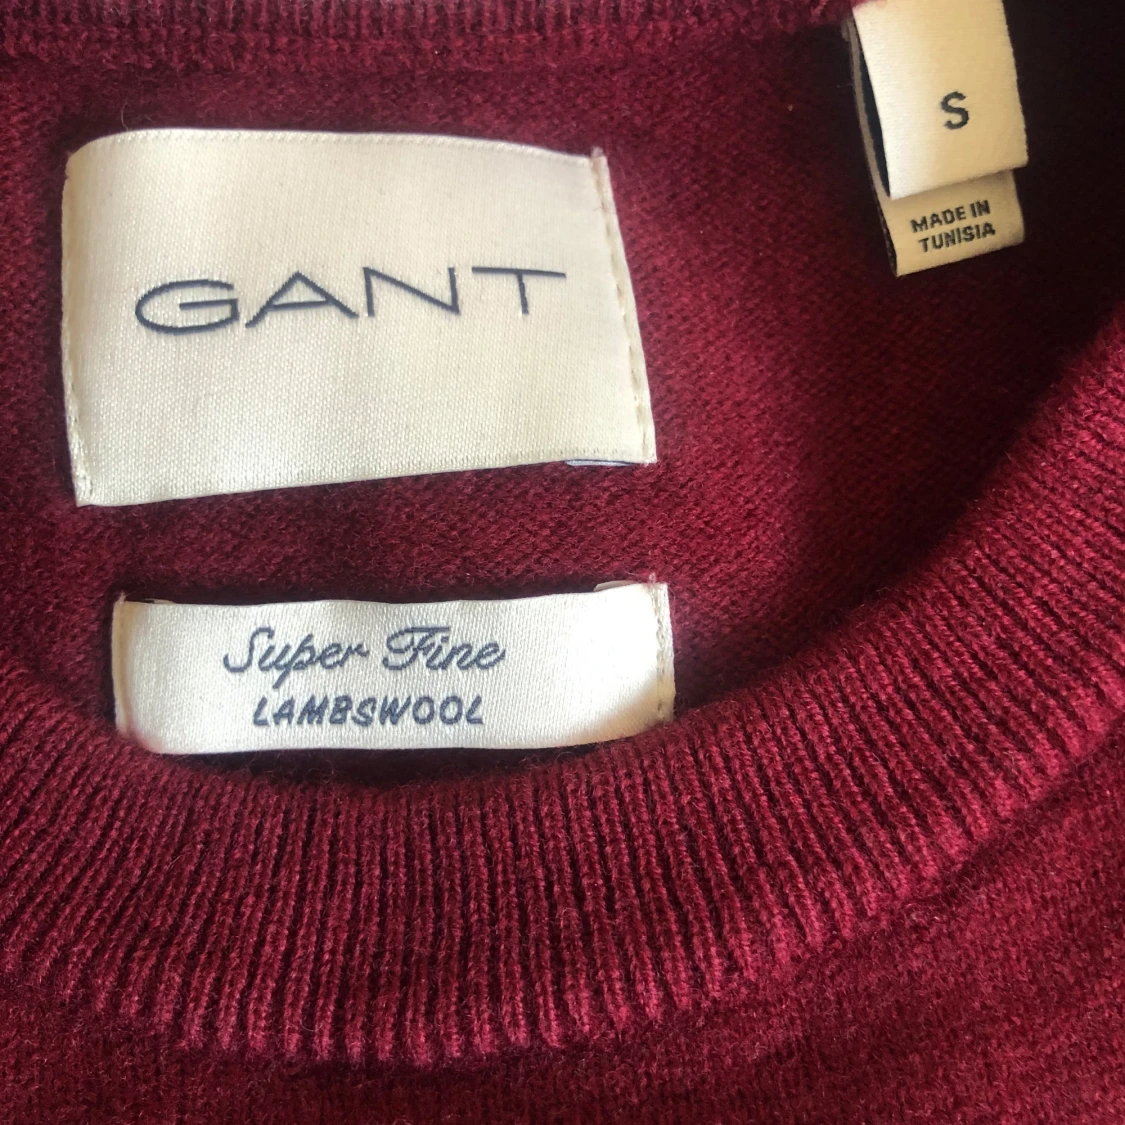 GANT
Super Fine
LAMBSWOOL
S
MADE IN
TUNISIA